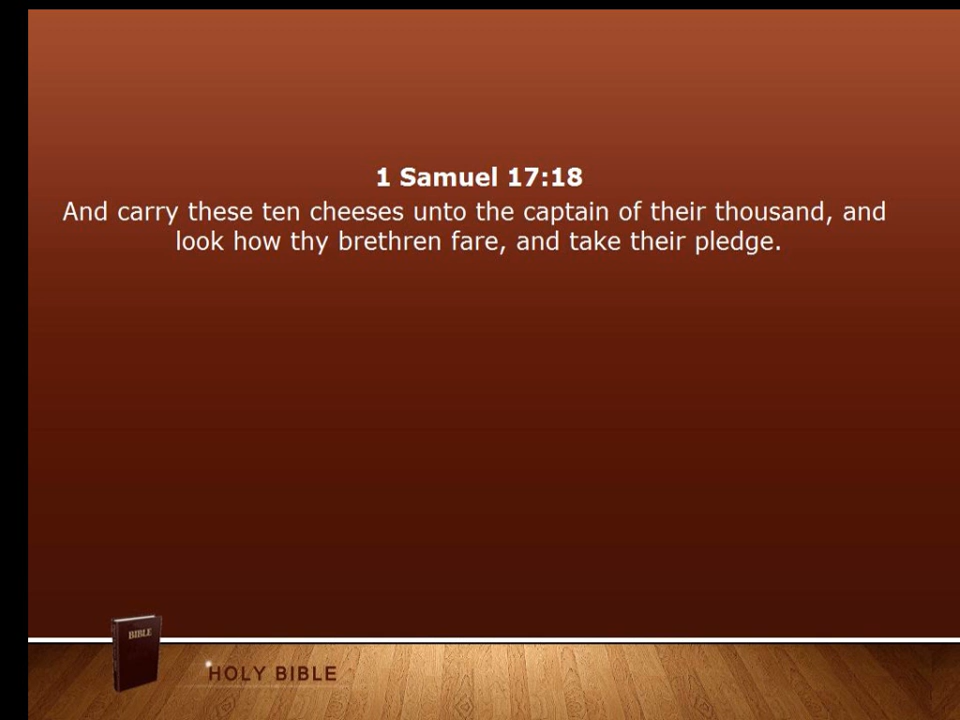 1 Samuel 17:18
And carry these ten cheeses unto the captain of their thousand, and
look how thy brethren fare, and take their pledge.
BIBLE
HOLY BIBLE